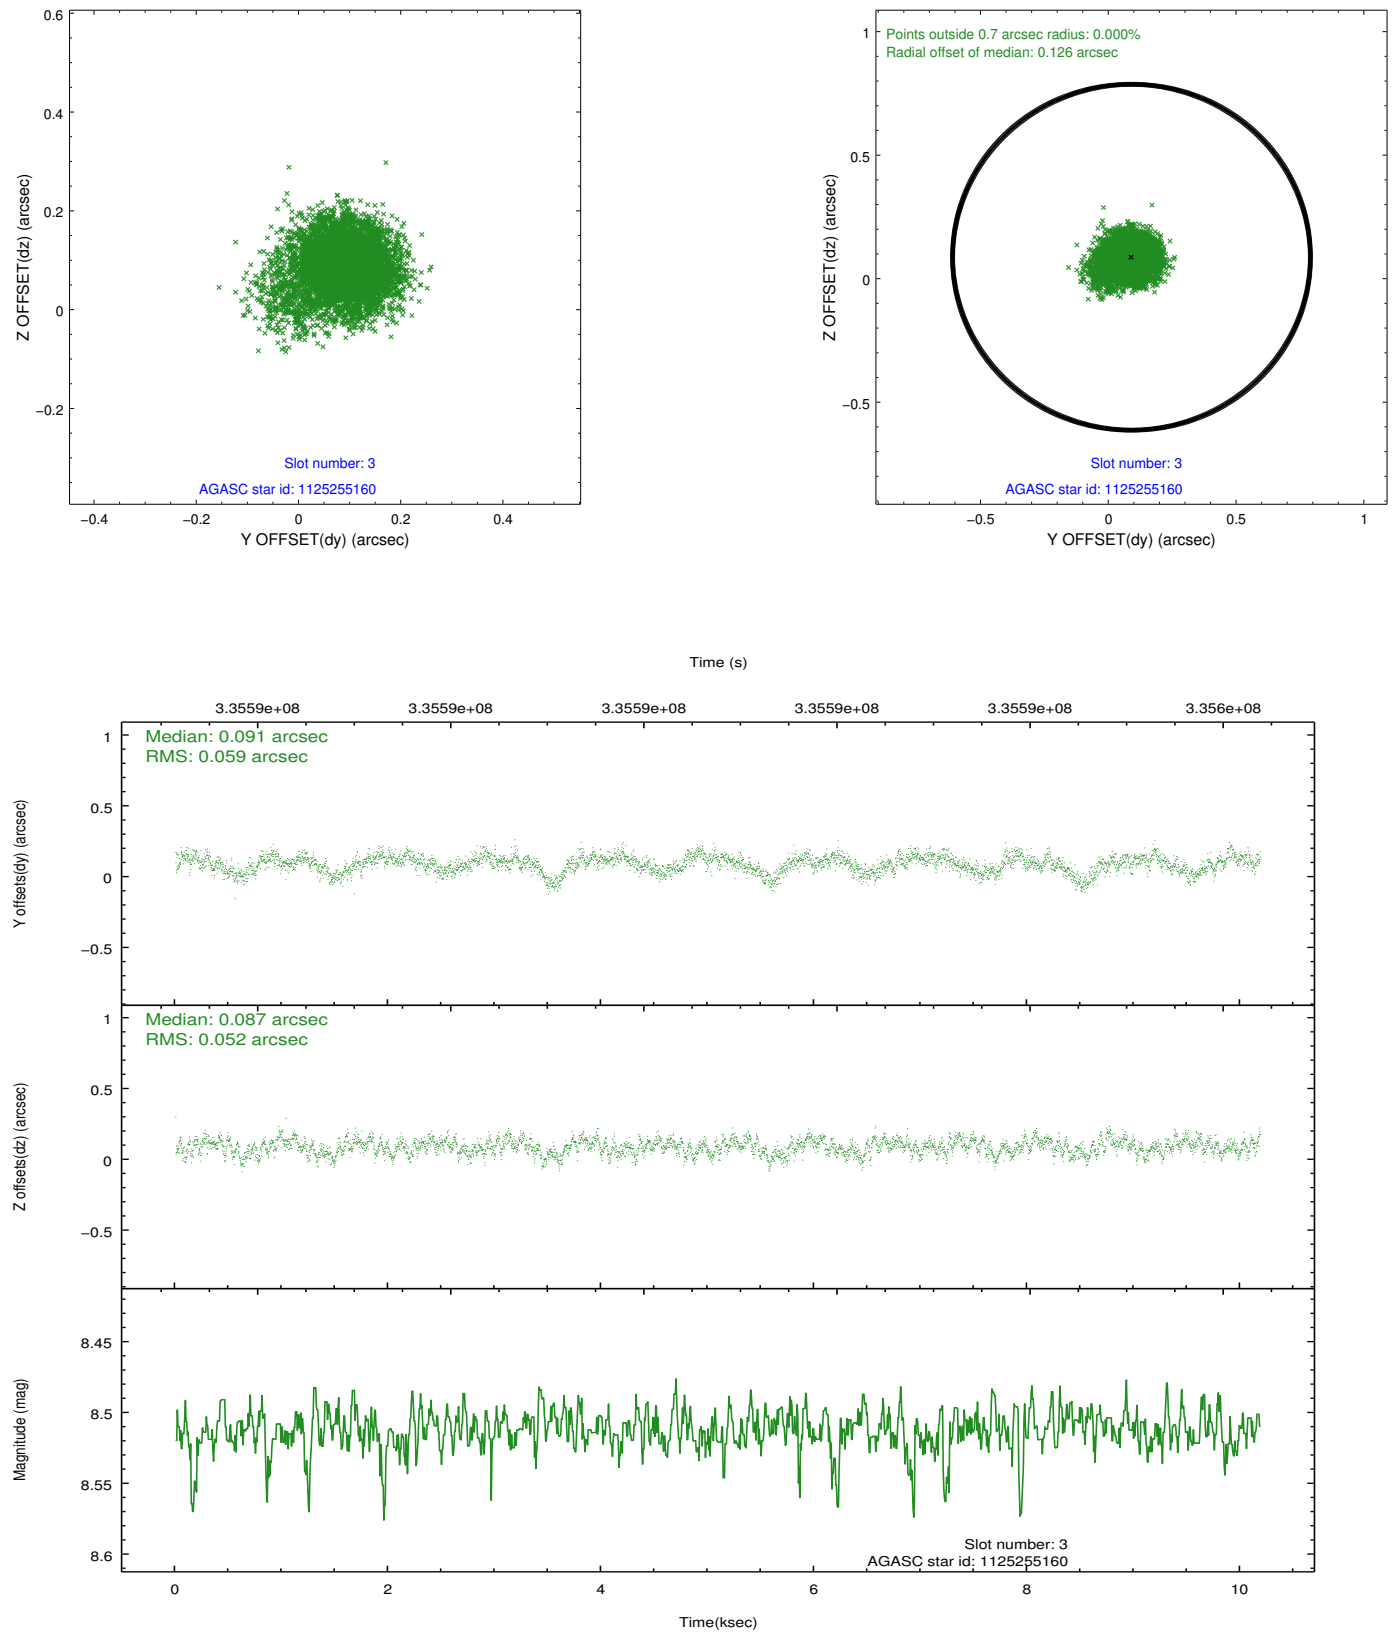 0.6
0.4
0.2
0
−0.2
−0.4
−0.2
0
0.2
0.4
Z OFFSET(dz) (arcsec)
Y OFFSET(dy) (arcsec)
Slot number: 3
AGASC star id: 1125255160
Points outside 0.7 arcsec radius: 0.000%
Radial offset of median: 0.126 arcsec
1
0.5
0
−0.5
−0.5
0
0.5
1
Z OFFSET(dz) (arcsec)
Y OFFSET(dy) (arcsec)
Slot number: 3
AGASC star id: 1125255160
Time (s)
3.3559e+08
3.3559e+08
3.3559e+08
3.3559e+08
3.3559e+08
3.356e+08
Median: 0.091 arcsec
RMS: 0.059 arcsec
1
0.5
0
−0.5
Y offsets(dy) (arcsec)
Median: 0.087 arcsec
RMS: 0.052 arcsec
1
0.5
0
−0.5
Z offsets(dz) (arcsec)
8.45
8.5
8.55
8.6
Magnitude (mag)
Slot number: 3
AGASC star id: 1125255160
0
2
4
6
8
10
Time(ksec)